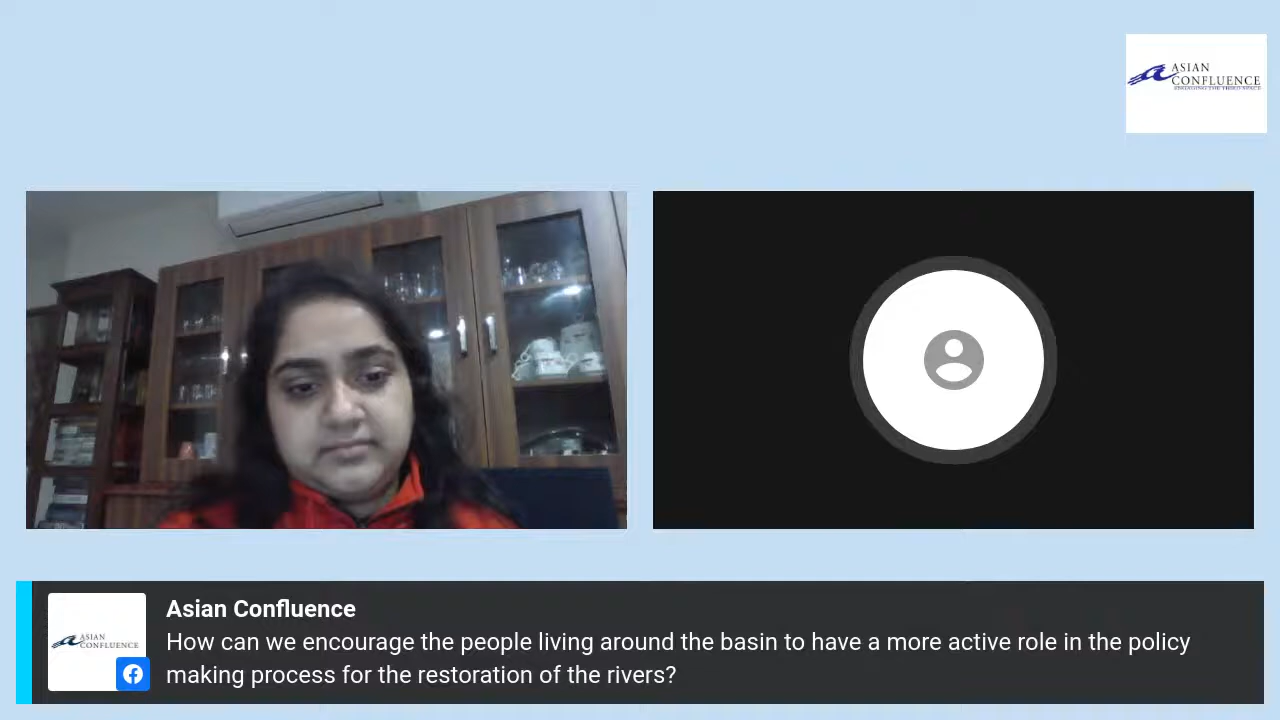 ASIAN
CONFLUENCE
Asian Confluence
ASIAN
CONFLUENCE
How can we encourage the people living around the basin to have a more active role in the policy
making process for the restoration of the rivers?